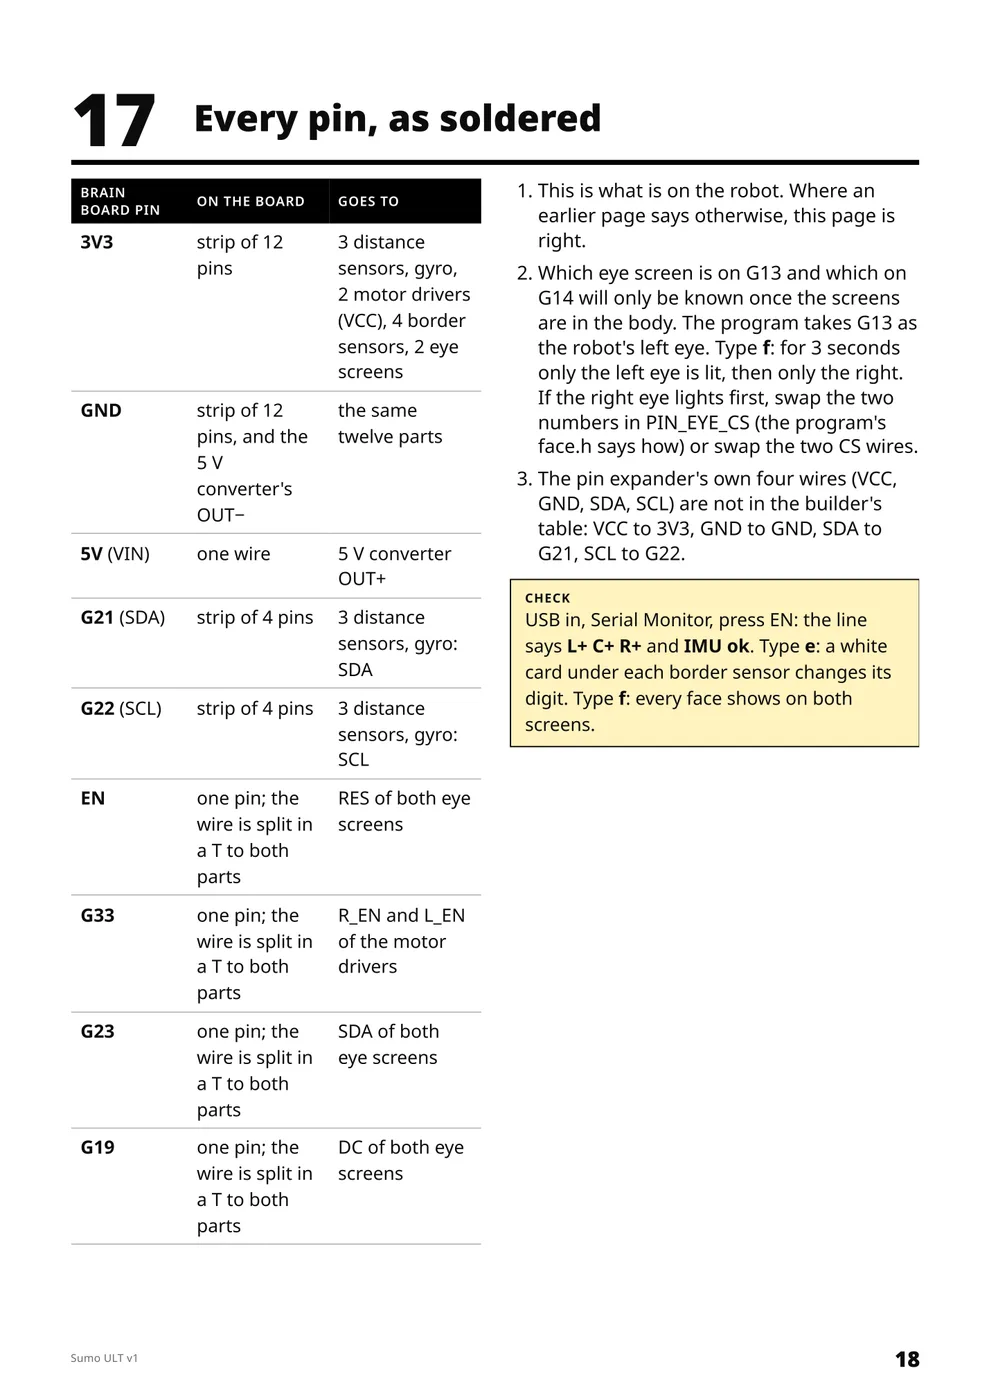 17 Every pin, as soldered
BRAIN
BOARD PIN
ON THE BOARD
GOES TO
3V3
strip of 12
pins
3 distance
sensors, gyro,
2 motor drivers
(VCC), 4 border
sensors, 2 eye
screens
GND
strip of 12
pins, and the
5 V
converter's
OUT−
the same
twelve parts
5V (VIN)
one wire
5 V converter
OUT+
G21 (SDA)
strip of 4 pins
3 distance
sensors, gyro:
SDA
G22 (SCL)
strip of 4 pins
3 distance
sensors, gyro:
SCL
EN
one pin; the
wire is split in
a T to both
parts
RES of both eye
screens
G33
one pin; the
wire is split in
a T to both
parts
R_EN and L_EN
of the motor
drivers
G23
one pin; the
wire is split in
a T to both
parts
SDA of both
eye screens
G19
one pin; the
wire is split in
a T to both
parts
DC of both eye
screens
1. This is what is on the robot. Where an
earlier page says otherwise, this page is
right.
2. Which eye screen is on G13 and which on
G14 will only be known once the screens
are in the body. The program takes G13 as
the robot's left eye. Type f: for 3 seconds
only the left eye is lit, then only the right.
If the right eye lights first, swap the two
numbers in PIN_EYE_CS (the program's
face.h says how) or swap the two CS wires.
3. The pin expander's own four wires (VCC,
GND, SDA, SCL) are not in the builder's
table: VCC to 3V3, GND to GND, SDA to
G21, SCL to G22.
CHECK
USB in, Serial Monitor, press EN: the line
says L+ C+ R+ and IMU ok. Type e: a white
card under each border sensor changes its
digit. Type f: every face shows on both
screens.
Sumo ULT v1
18